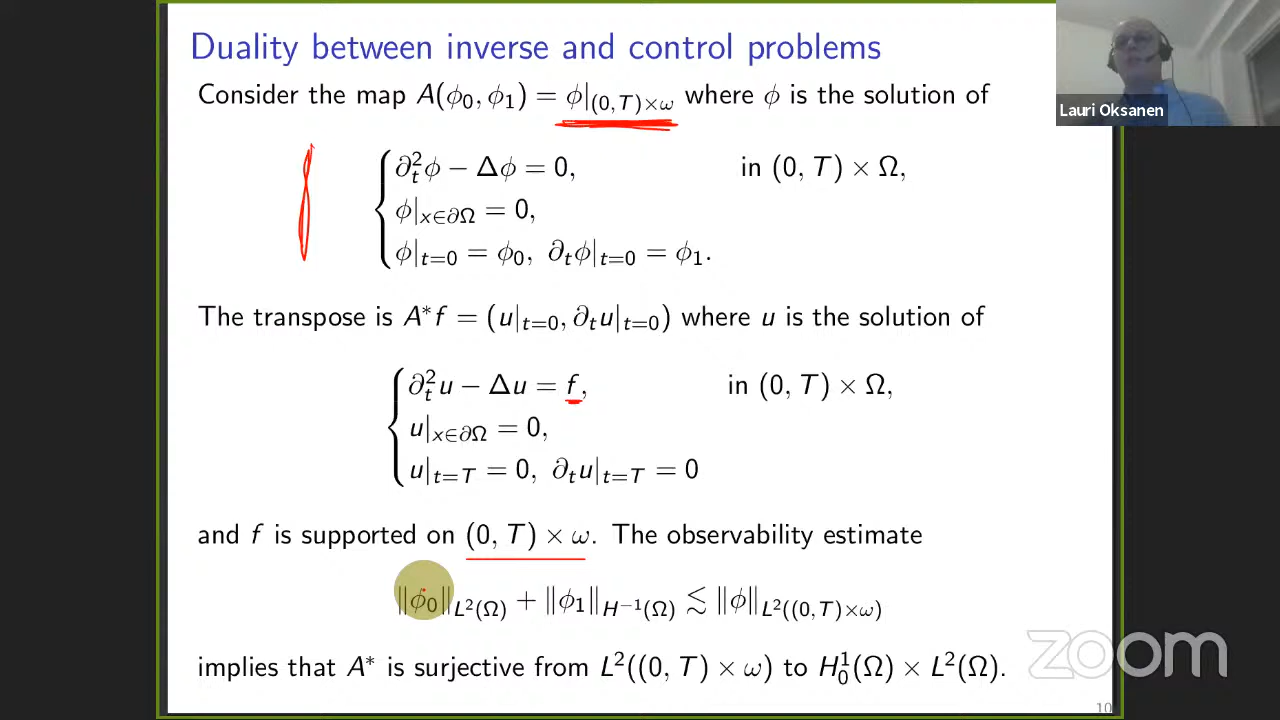 Duality between inverse and control problems
Consider the map A(ϕ₀, ϕ₁) = ϕ|₍₀,T₎×ω where ϕ is the solution of
Lauri Oksanen
∂ₜ²ϕ − Δϕ = 0, in (0, T) × Ω,
ϕ|ₓ∈∂Ω = 0,
ϕ|ₜ₌₀ = ϕ₀, ∂ₜϕ|ₜ₌₀ = ϕ₁.
The transpose is A*f = (u|ₜ₌₀, ∂ₜu|ₜ₌₀) where u is the solution of
∂ₜ²u − Δu = f, in (0, T) × Ω,
u|ₓ∈∂Ω = 0,
u|ₜ₌T = 0, ∂ₜu|ₜ₌T = 0
and f is supported on (0, T) × ω. The observability estimate
‖ϕ₀‖L²(Ω) + ‖ϕ₁‖H⁻¹(Ω) ≲ ‖ϕ‖L²((0,T)×ω)
zoom
implies that A* is surjective from L²((0, T) × ω) to H₀¹(Ω) × L²(Ω).
10